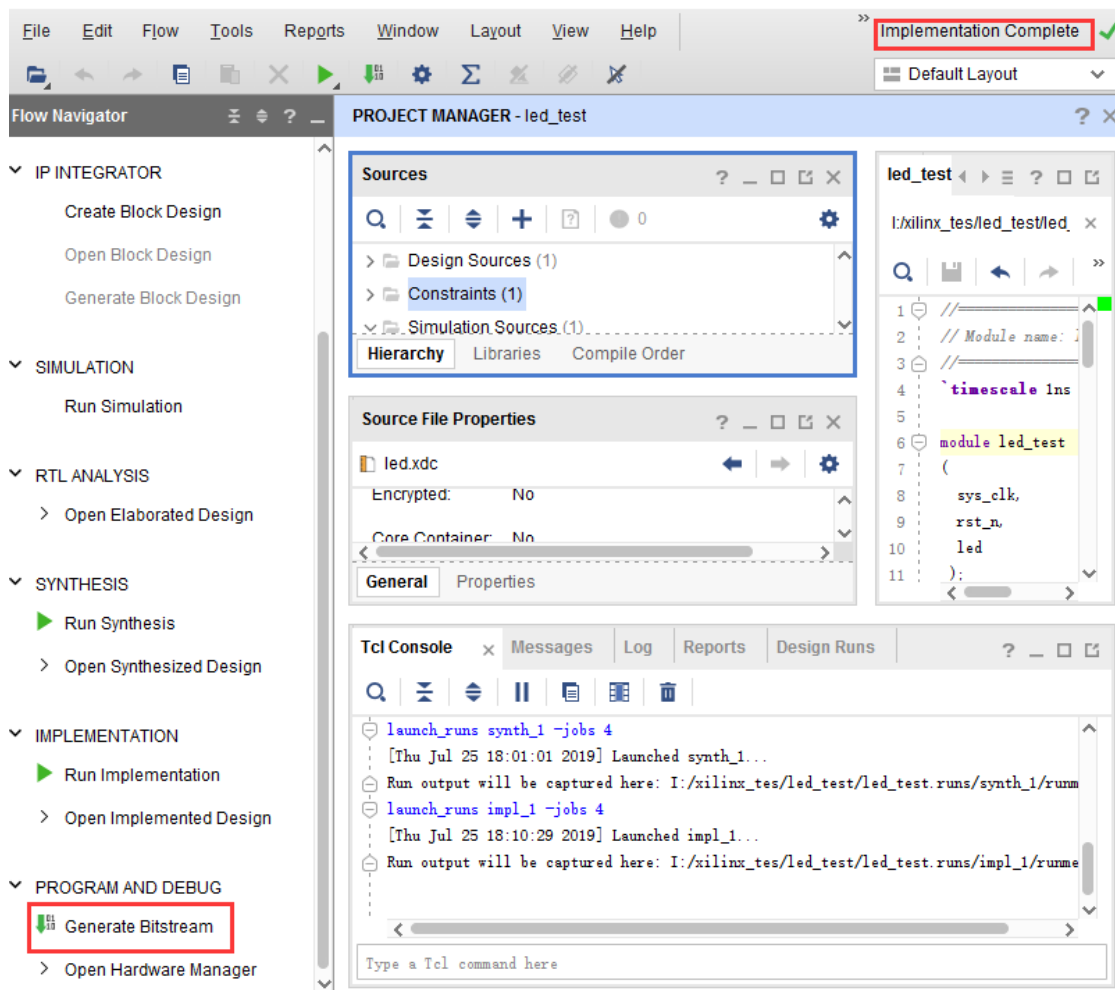 File Edit Flow Tools Reports Window Layout View Help » Implementation Complete
Default Layout
Flow Navigator
IP INTEGRATOR
Create Block Design
Open Block Design
Generate Block Design
SIMULATION
Run Simulation
RTL ANALYSIS
Open Elaborated Design
SYNTHESIS
Run Synthesis
Open Synthesized Design
IMPLEMENTATION
Run Implementation
Open Implemented Design
PROGRAM AND DEBUG
Generate Bitstream
Open Hardware Manager
PROJECT MANAGER - led_test
Sources
0
Design Sources (1)
Constraints (1)
Simulation Sources (1)
Hierarchy Libraries Compile Order
Source File Properties
led.xdc
Encrypted: No
Core Container: No
General Properties
led_test
I:/xilinx_tes/led_test/led_
1 //================
2 // Module name:
3 //================
4 `timescale 1ns
5
6 module led_test
7 (
8 sys_clk,
9 rst_n,
10 led
11 );
Tcl Console Messages Log Reports Design Runs
launch_runs synth_1 -jobs 4
[Thu Jul 25 18:01:01 2019] Launched synth_1...
Run output will be captured here: I:/xilinx_tes/led_test/led_test.runs/synth_1/runm
launch_runs impl_1 -jobs 4
[Thu Jul 25 18:10:29 2019] Launched impl_1...
Run output will be captured here: I:/xilinx_tes/led_test/led_test.runs/impl_1/runme
Type a Tcl command here